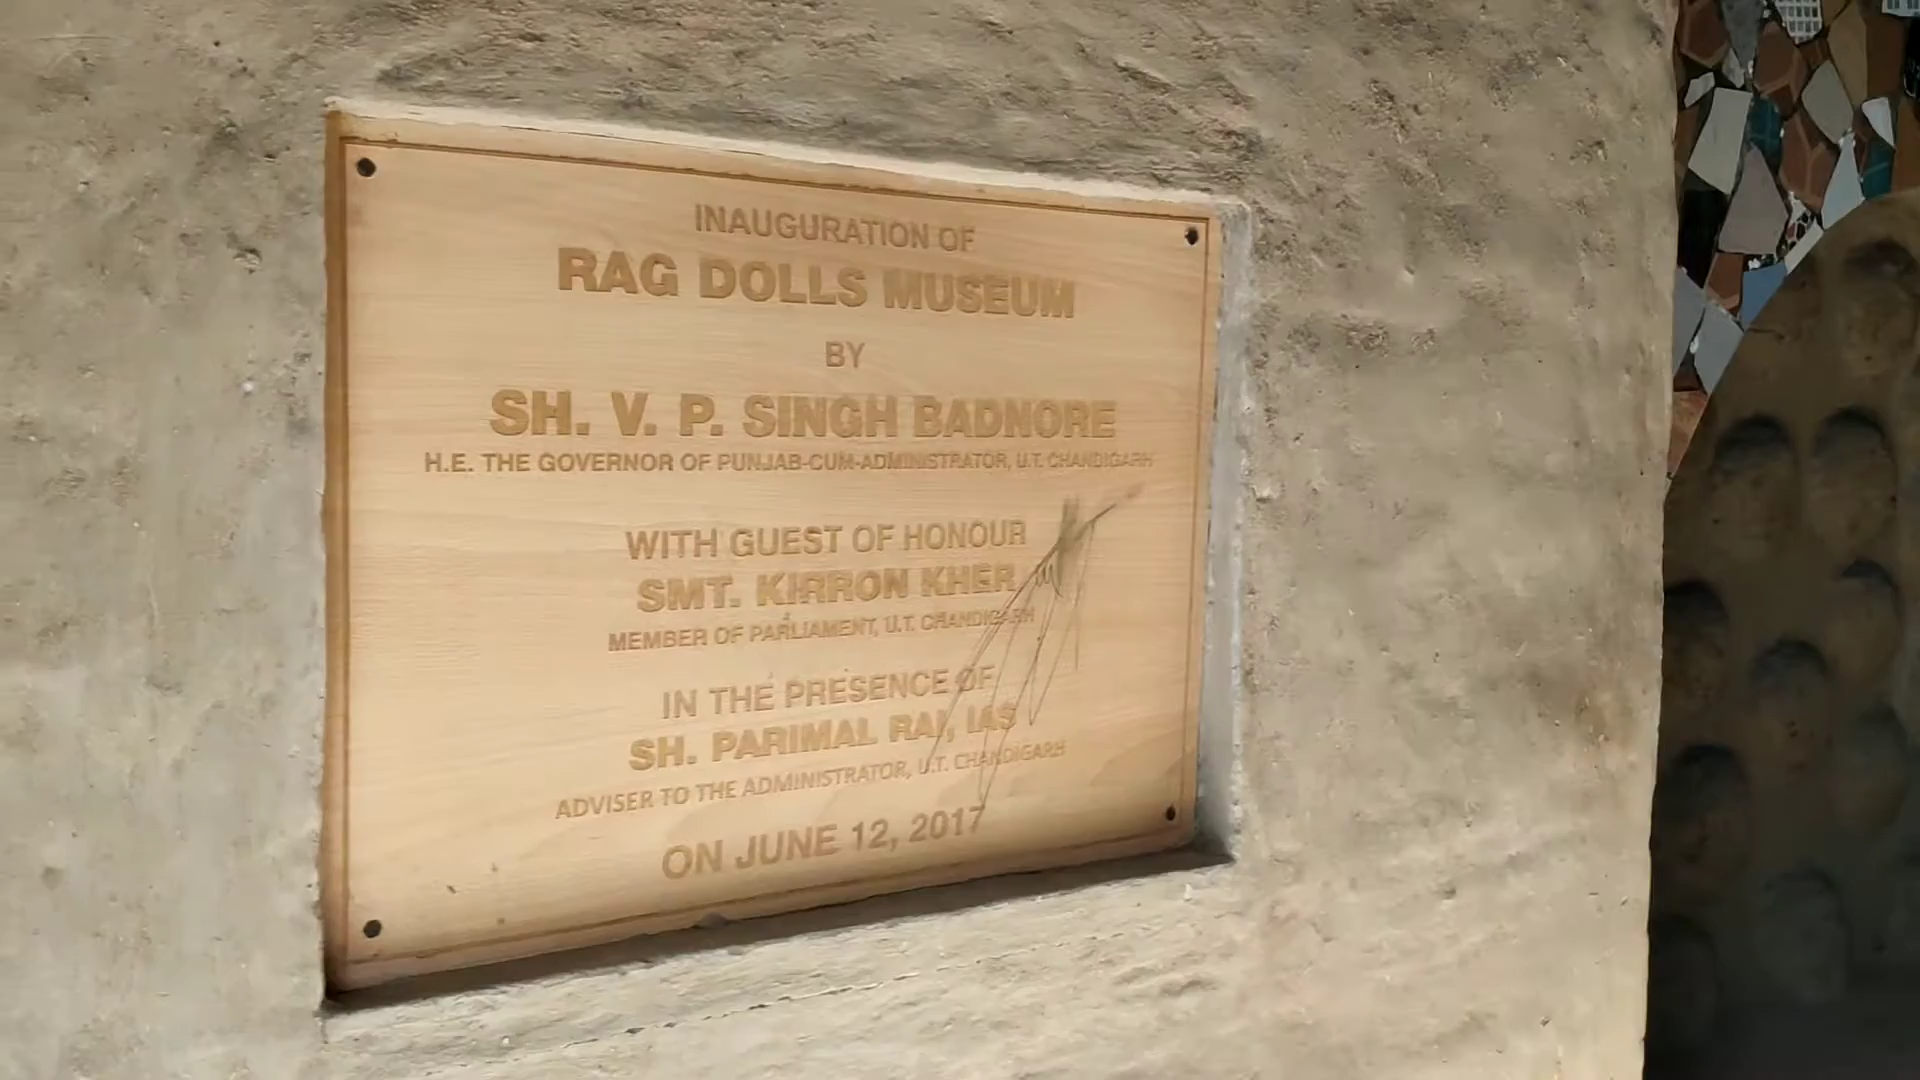 INAUGURATION OF
RAG DOLLS MUSEUM
BY
SH. V. P. SINGH BADNORE
H.E. THE GOVERNOR OF PUNJAB-CUM-ADMINISTRATOR, U.T. CHANDIGARH
WITH GUEST OF HONOUR
SMT. KIRRON KHER
MEMBER OF PARLIAMENT, U.T. CHANDIGARH
IN THE PRESENCE OF
SH. PARIMAL RAI, IAS
ADVISER TO THE ADMINISTRATOR, U.T. CHANDIGARH
ON JUNE 12, 2017